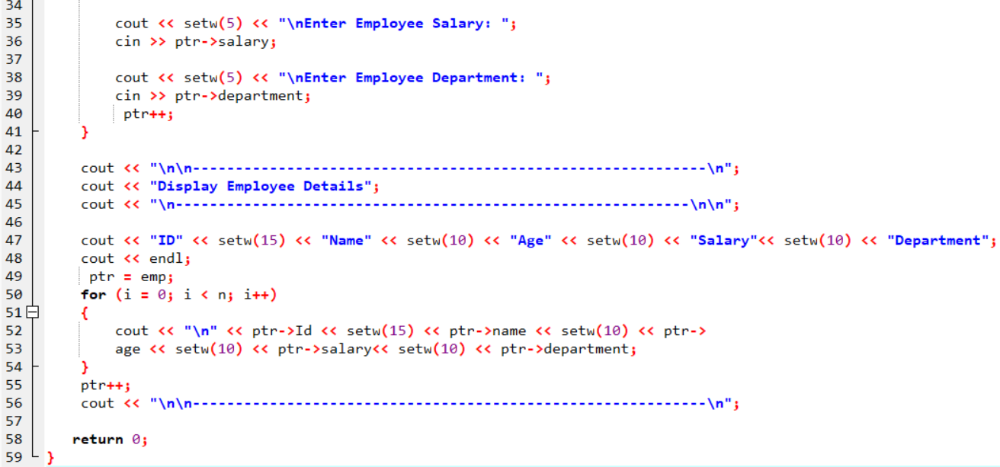 34
35 cout << setw(5) << "\nEnter Employee Salary: ";
36 cin >> ptr->salary;
37
38 cout << setw(5) << "\nEnter Employee Department: ";
39 cin >> ptr->department;
40 ptr++;
41 }
42
43 cout << "\n\n------------------------------------------------------------\n";
44 cout << "Display Employee Details";
45 cout << "\n------------------------------------------------------------\n\n";
46
47 cout << "ID" << setw(15) << "Name" << setw(10) << "Age" << setw(10) << "Salary"<< setw(10) << "Department";
48 cout << endl;
49 ptr = emp;
50 for (i = 0; i < n; i++)
51 {
52 cout << "\n" << ptr->Id << setw(15) << ptr->name << setw(10) << ptr->
53 age << setw(10) << ptr->salary<< setw(10) << ptr->department;
54 }
55 ptr++;
56 cout << "\n\n------------------------------------------------------------\n";
57
58 return 0;
59 }